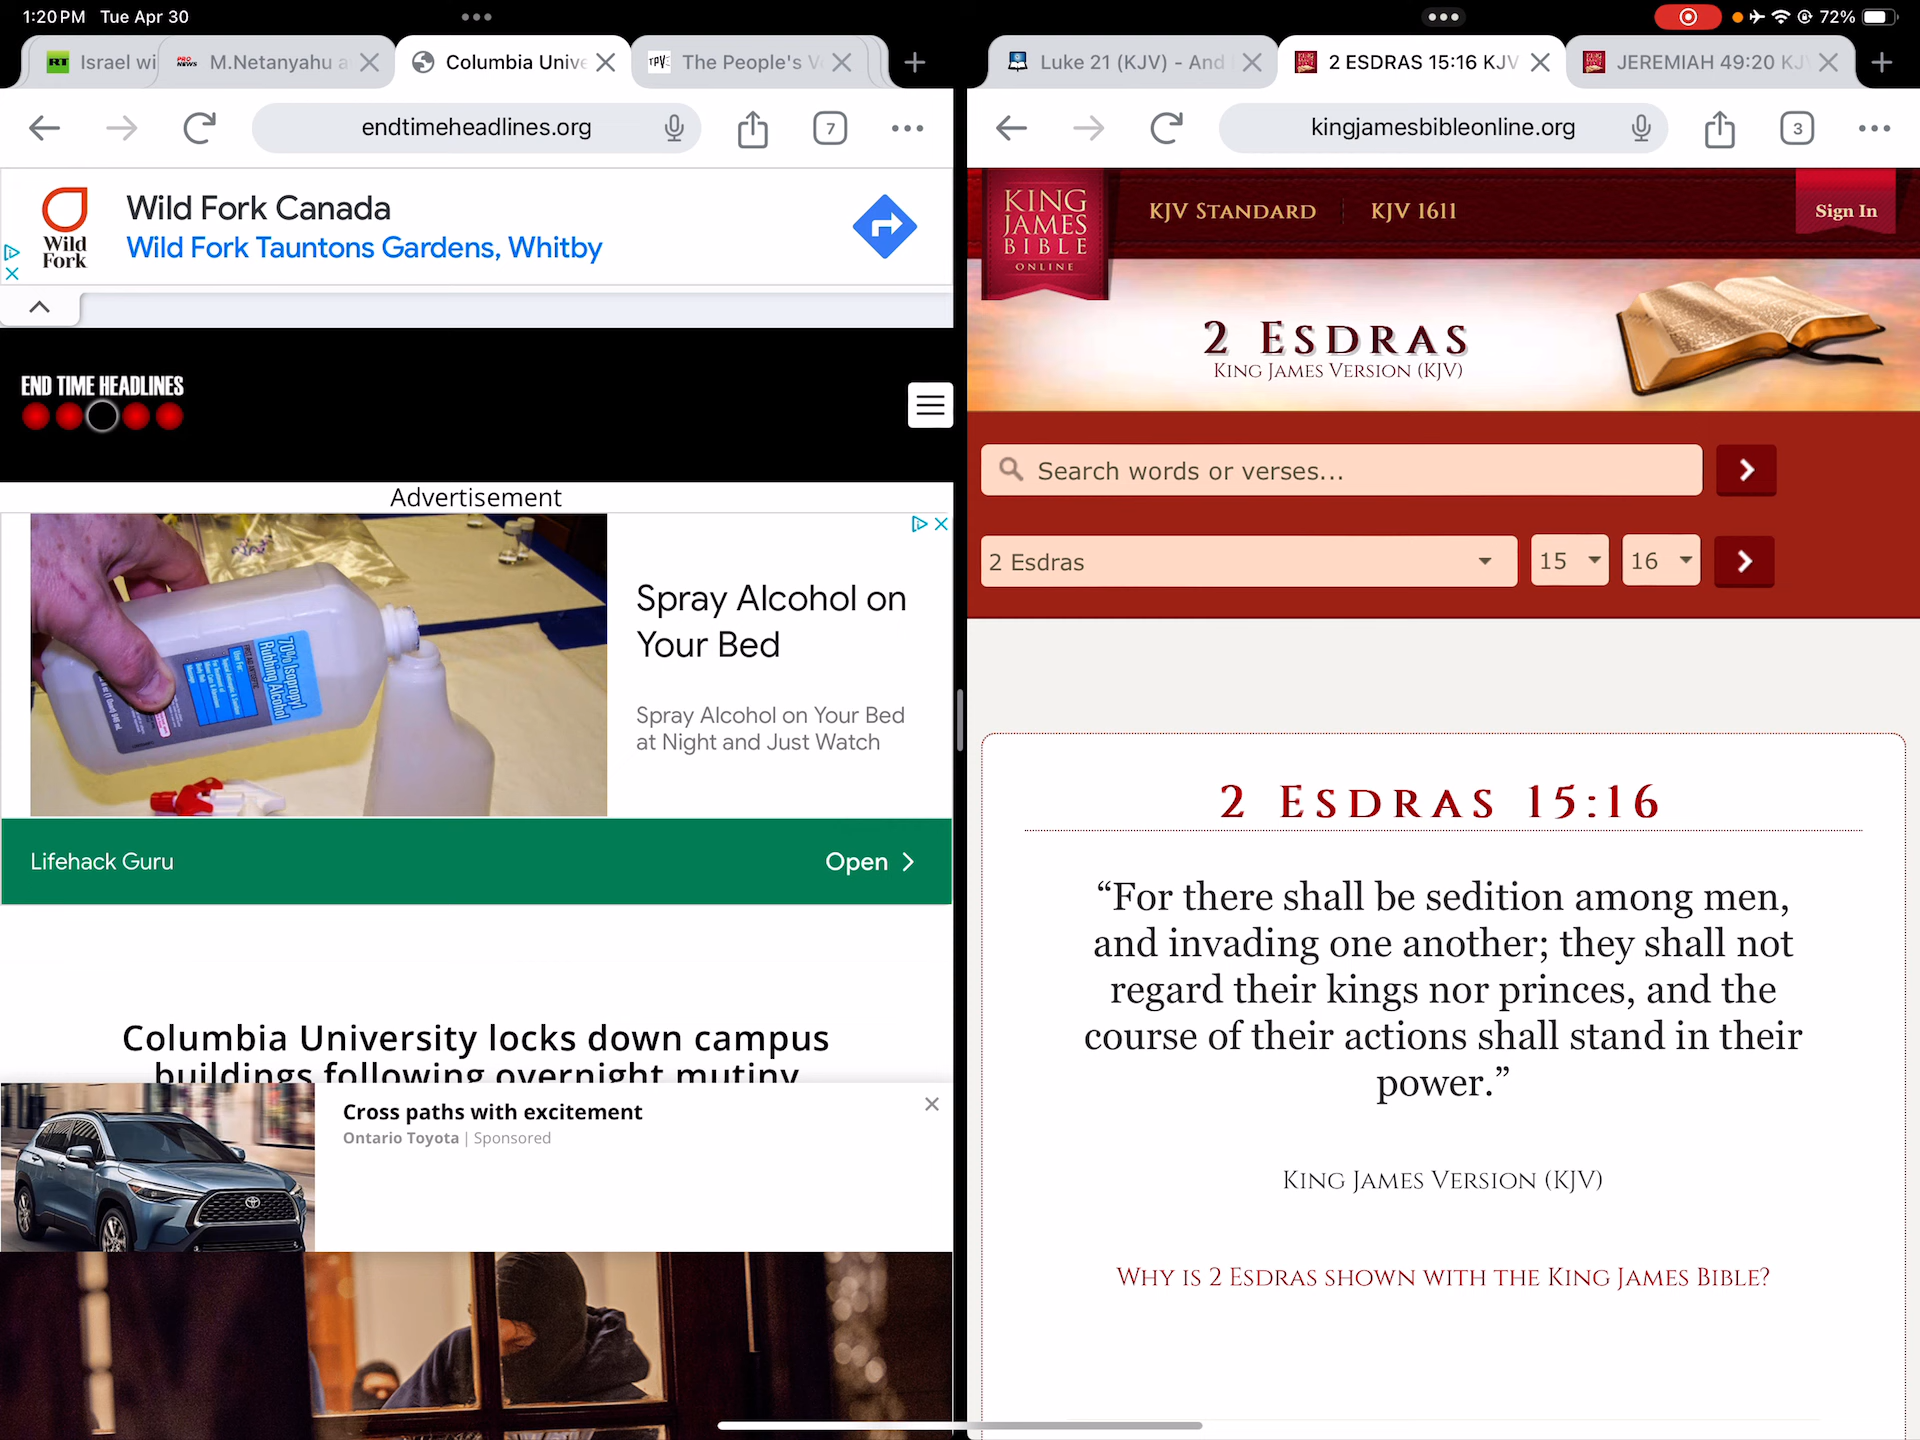 1:20 PM Tue Apr 30
72%
Israel wi
PRO NEWS
M.Netanyahu a
Columbia Unive
TPV
The People's V
RT
endtimeheadlines.org
7
Wild Fork Canada
Wild Fork Tauntons Gardens, Whitby
Wild
Fork
END TIME HEADLINES
Advertisement
70% Isopropyl
Rubbing Alcohol
Spray Alcohol on
Your Bed
Spray Alcohol on Your Bed
at Night and Just Watch
Lifehack Guru
Open
Columbia University locks down campus
buildings following overnight mutiny
Cross paths with excitement
Ontario Toyota | Sponsored
Luke 21 (KJV) - And
2 ESDRAS 15:16 KJV
JEREMIAH 49:20 KJ
kingjamesbibleonline.org
3
KING
JAMES
BIBLE
ONLINE
KJV STANDARD
KJV 1611
Sign In
2 ESDRAS
KING JAMES VERSION (KJV)
Search words or verses...
2 Esdras
15
16
2 ESDRAS 15:16
“For there shall be sedition among men,
and invading one another; they shall not
regard their kings nor princes, and the
course of their actions shall stand in their
power.”
KING JAMES VERSION (KJV)
WHY IS 2 ESDRAS SHOWN WITH THE KING JAMES BIBLE?